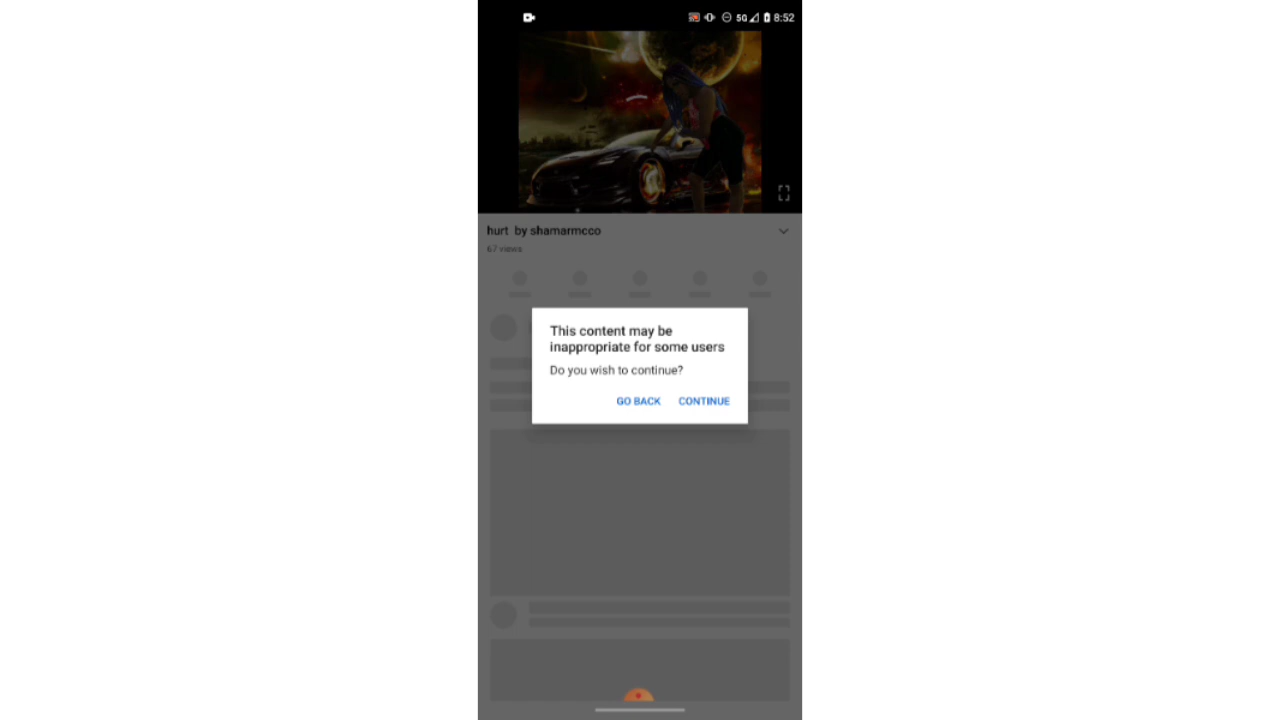 5G 8:52
hurt by shamarmcco
67 views
This content may be
inappropriate for some users
Do you wish to continue?
GO BACK CONTINUE